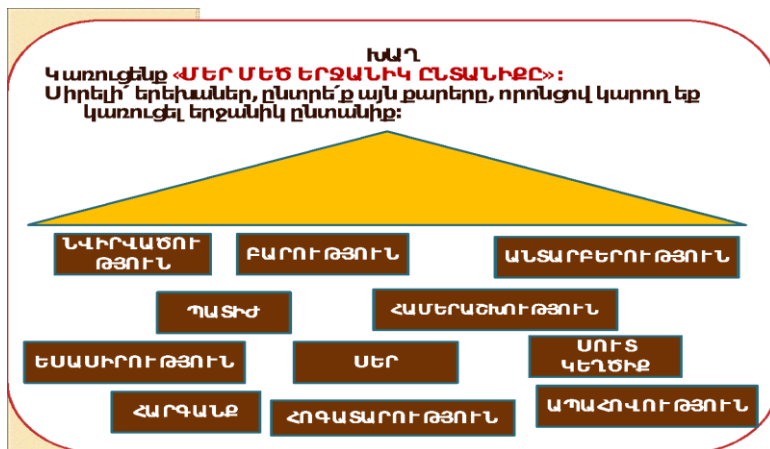 ԽԱՂ
Կառուցենք «ՄԵՐ ՄԵԾ ԵՐՋԱՆԻԿ ԸՆՏԱՆԻՔԸ»:
Սիրելի՛ երեխաներ, ընտրե՛ք այն քարերը, որոնցով կարող եք
կառուցել երջանիկ ընտանիք:
ՆՎԻՐՎԱԾՈՒ
ԹՅՈՒՆ
ԲԱՐՈՒԹՅՈՒՆ
ԱՆՏԱՐԲԵՐՈՒԹՅՈՒՆ
ՊԱՏԻԺ
ՀԱՄԵՐԱՇԽՈՒԹՅՈՒՆ
ԵՍԱՍԻՐՈՒԹՅՈՒՆ
ՍԵՐ
ՍՈՒՏ
ԿԵՂԾԻՔ
ՀԱՐԳԱՆՔ
ՀՈԳԱՏԱՐՈՒԹՅՈՒՆ
ԱՊԱՀՈՎՈՒԹՅՈՒՆ